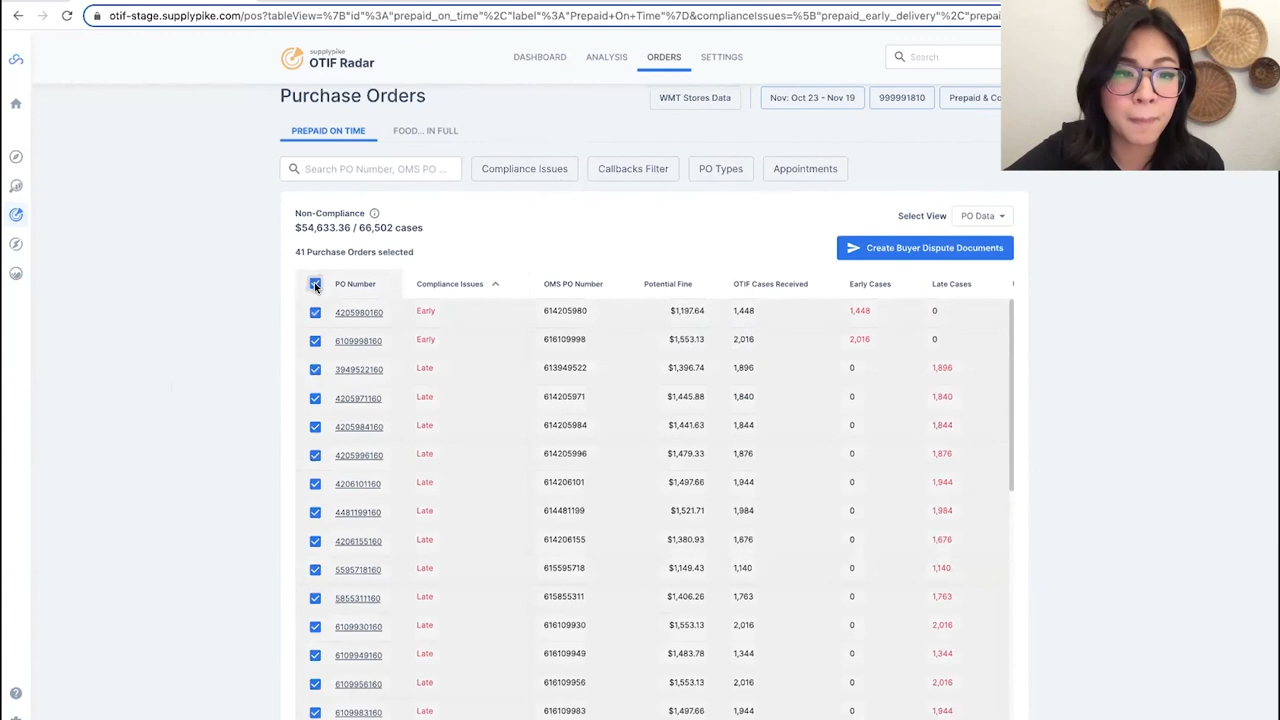 otif-stage.supplypike.com/pos?tableView=%7B"id"%3A"prepaid_on_time"%2C"label"%3A"Prepaid+On+Time"%7D&complianceIssues=%5B"prepaid_early_delivery"%2C"prepai
supplypike
OTIF Radar
DASHBOARD ANALYSIS ORDERS SETTINGS
Search
Purchase Orders
WMT Stores Data
Nov: Oct 23 - Nov 19
999991810
Prepaid & Co
PREPAID ON TIME FOOD... IN FULL
Search PO Number, OMS PO ...
Compliance Issues
Callbacks Filter
PO Types
Appointments
Non-Compliance
$54,633.36 / 66,502 cases
Select View PO Data
41 Purchase Orders selected
Create Buyer Dispute Documents
PO Number Compliance Issues OMS PO Number Potential Fine OTIF Cases Received Early Cases Late Cases
4205980160 Early 614205980 $1,197.64 1,448 1,448 0
6109998160 Early 616109998 $1,553.13 2,016 2,016 0
3949522160 Late 613949522 $1,396.74 1,896 0 1,896
4205971160 Late 614205971 $1,445.88 1,840 0 1,840
4205984160 Late 614205984 $1,441.63 1,844 0 1,844
4205996160 Late 614205996 $1,479.33 1,876 0 1,876
4206101160 Late 614206101 $1,497.66 1,944 0 1,944
4481199160 Late 614481199 $1,521.71 1,984 0 1,984
4206155160 Late 614206155 $1,380.93 1,676 0 1,676
5595718160 Late 615595718 $1,149.43 1,140 0 1,140
5855311160 Late 615855311 $1,406.26 1,763 0 1,763
6109930160 Late 616109930 $1,553.13 2,016 0 2,016
6109949160 Late 616109949 $1,483.78 1,344 0 1,344
6109956160 Late 616109956 $1,553.13 2,016 0 2,016
6109983160 Late 616109983 $1,497.66 1,944 0 1,944